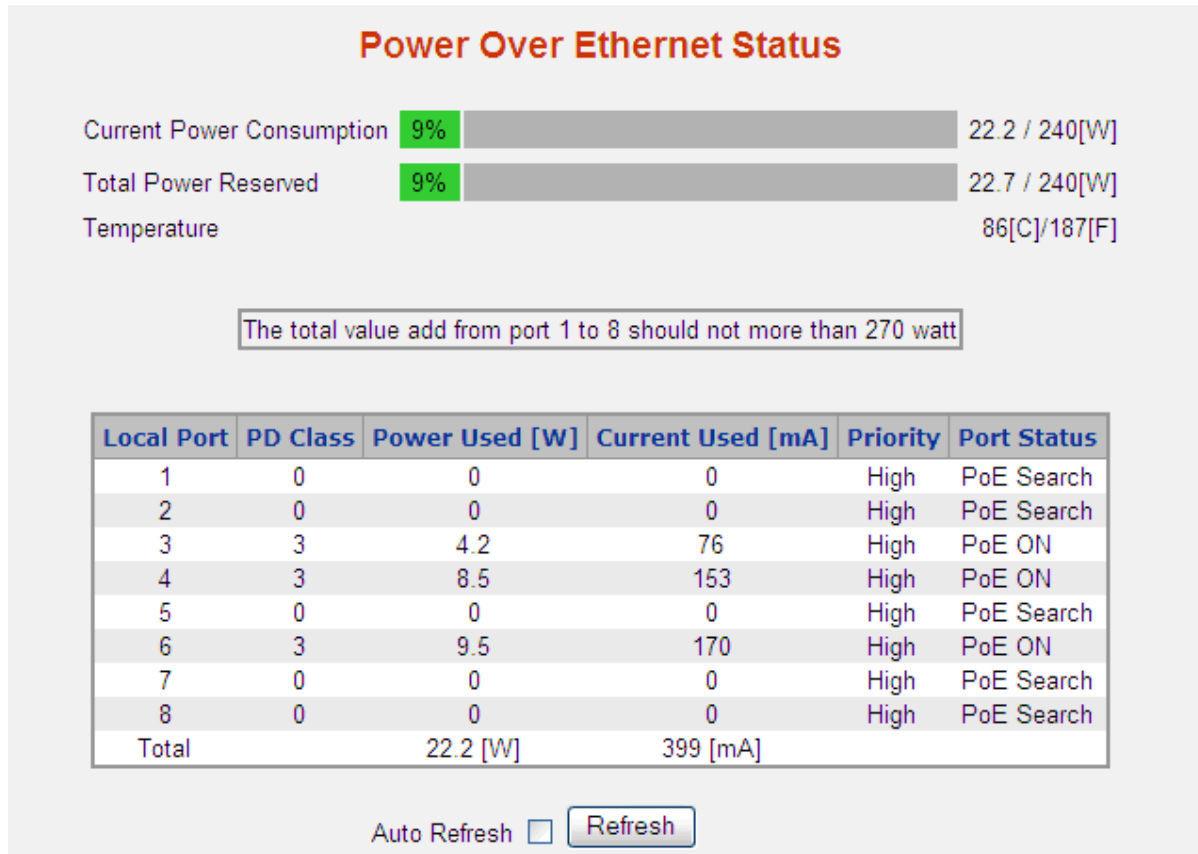 Power Over Ethernet Status
Current Power Consumption 9% 22.2 / 240[W]
Total Power Reserved 9% 22.7 / 240[W]
Temperature 86[C]/187[F]
The total value add from port 1 to 8 should not more than 270 watt
Local Port PD Class Power Used [W] Current Used [mA] Priority Port Status
1 0 0 0 High PoE Search
2 0 0 0 High PoE Search
3 3 4.2 76 High PoE ON
4 3 8.5 153 High PoE ON
5 0 0 0 High PoE Search
6 3 9.5 170 High PoE ON
7 0 0 0 High PoE Search
8 0 0 0 High PoE Search
Total 22.2 [W] 399 [mA]
Auto Refresh Refresh